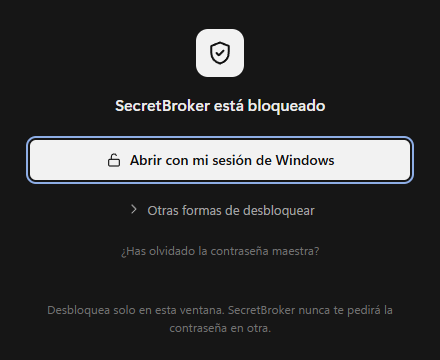 SecretBroker está bloqueado
Abrir con mi sesión de Windows
Otras formas de desbloquear
¿Has olvidado la contraseña maestra?
Desbloquea solo en esta ventana. SecretBroker nunca te pedirá la
contraseña en otra.